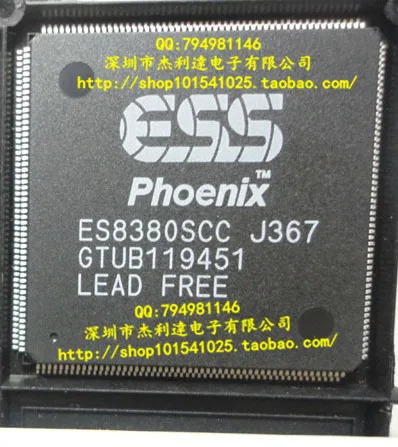 QQ:794981146
深圳市杰利達电子有限公司
http://shop101541025.taobao.com/
ESS
Phoenix™
ES8380SCC J367
GTUB119451
LEAD FREE
QQ:794981146
深圳市杰利達电子有限公司
http://shop101541025.taobao.com/